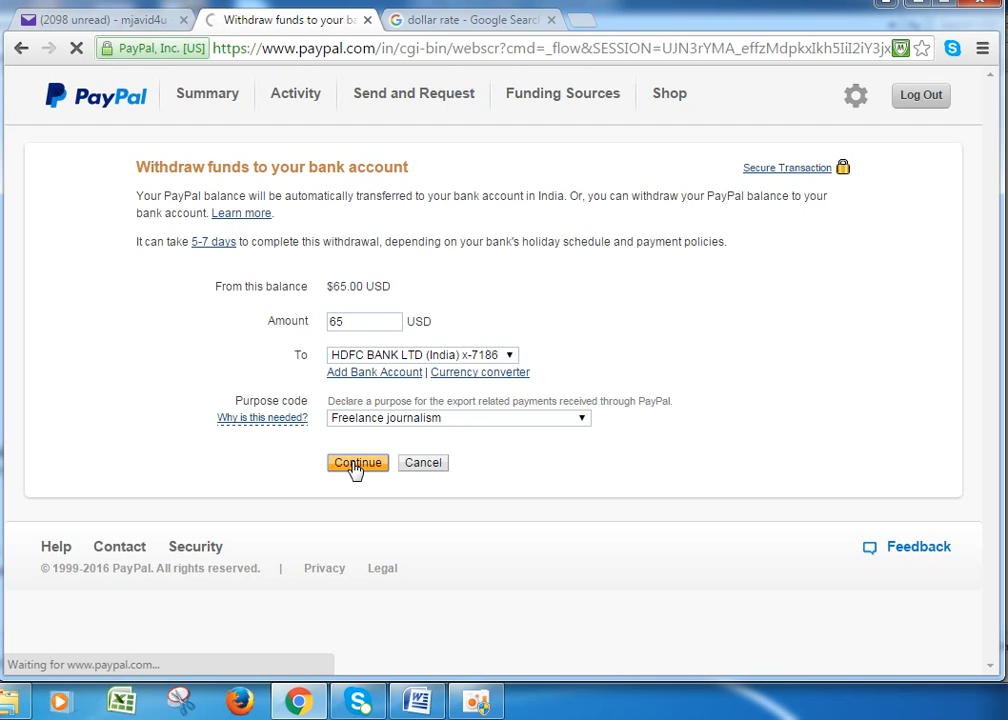 (2098 unread) - mjavid4u
Withdraw funds to your b
dollar rate - Google Searc
PayPal, Inc. [US]
https://www.paypal.com/in/cgi-bin/webscr?cmd=_flow&SESSION=UJN3rYMA_effzMdpkxIkh5IiI2iY3jx
PayPal
Summary
Activity
Send and Request
Funding Sources
Shop
Log Out
Withdraw funds to your bank account
Secure Transaction
Your PayPal balance will be automatically transferred to your bank account in India. Or, you can withdraw your PayPal balance to your
bank account. Learn more.
It can take 5-7 days to complete this withdrawal, depending on your bank's holiday schedule and payment policies.
From this balance $65.00 USD
Amount 65 USD
To HDFC BANK LTD (India) x-7186
Add Bank Account | Currency converter
Purpose code Declare a purpose for the export related payments received through PayPal.
Why is this needed? Freelance journalism
Continue Cancel
Help Contact Security
Feedback
© 1999-2016 PayPal. All rights reserved. | Privacy Legal
Waiting for www.paypal.com...